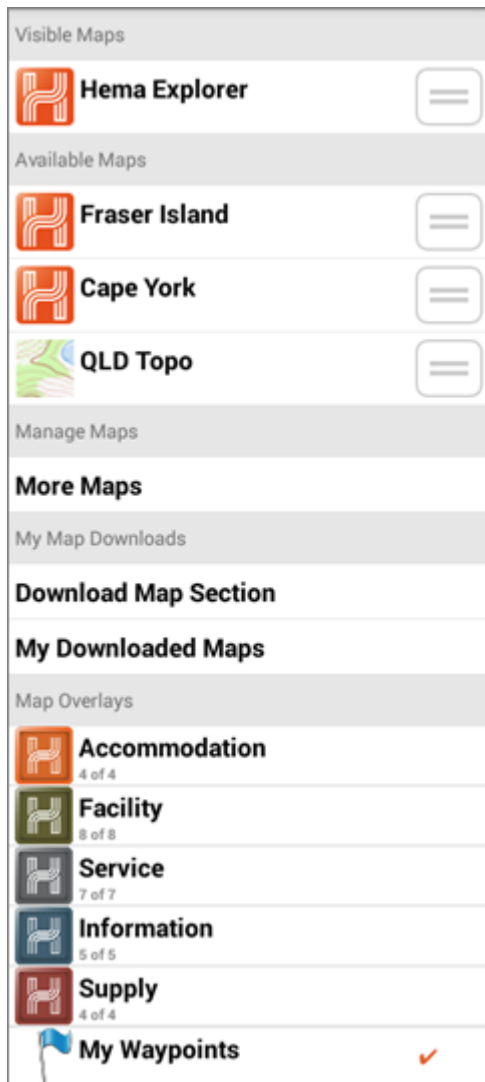 Visible Maps
Hema Explorer
Available Maps
Fraser Island
Cape York
QLD Topo
Manage Maps
More Maps
My Map Downloads
Download Map Section
My Downloaded Maps
Map Overlays
Accommodation
4 of 4
Facility
8 of 8
Service
7 of 7
Information
5 of 5
Supply
4 of 4
My Waypoints